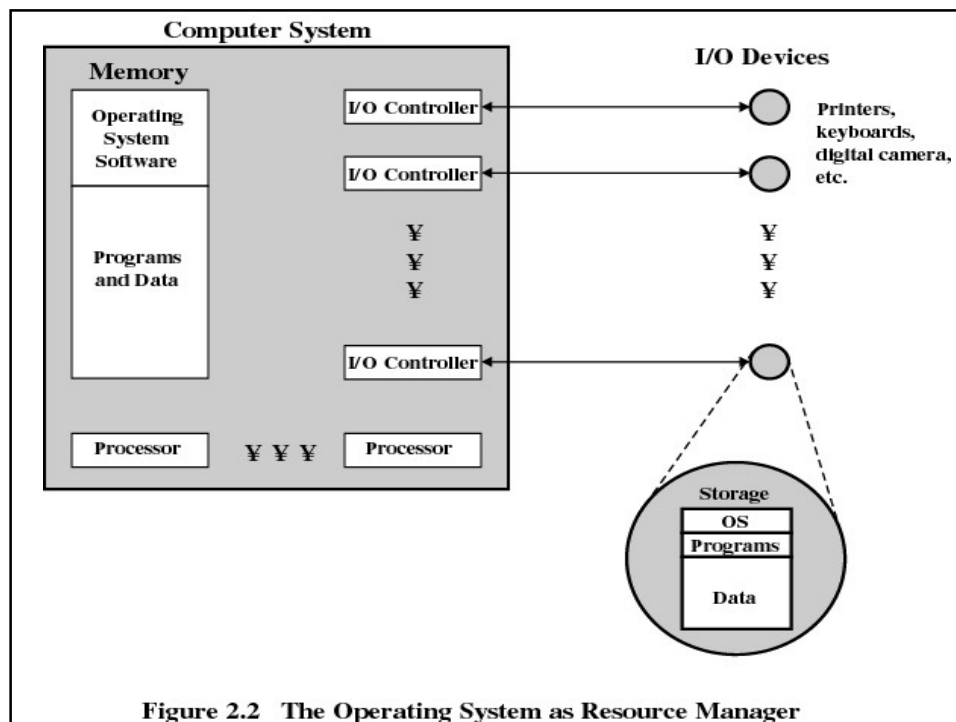 Computer System
I/O Devices
Memory
Operating
System
Software
Programs
and Data
I/O Controller
I/O Controller
¥
¥
¥
I/O Controller
Processor
¥ ¥ ¥
Processor
Printers,
keyboards,
digital camera,
etc.
¥
¥
¥
Storage
OS
Programs
Data
Figure 2.2 The Operating System as Resource Manager